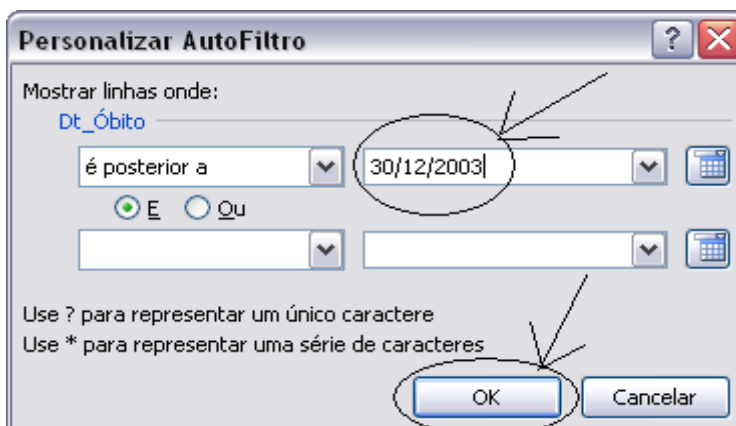 Personalizar AutoFiltro
Mostrar linhas onde:
Dt_Óbito
é posterior a 30/12/2003
E Ou
Use ? para representar um único caractere
Use * para representar uma série de caracteres
OK Cancelar